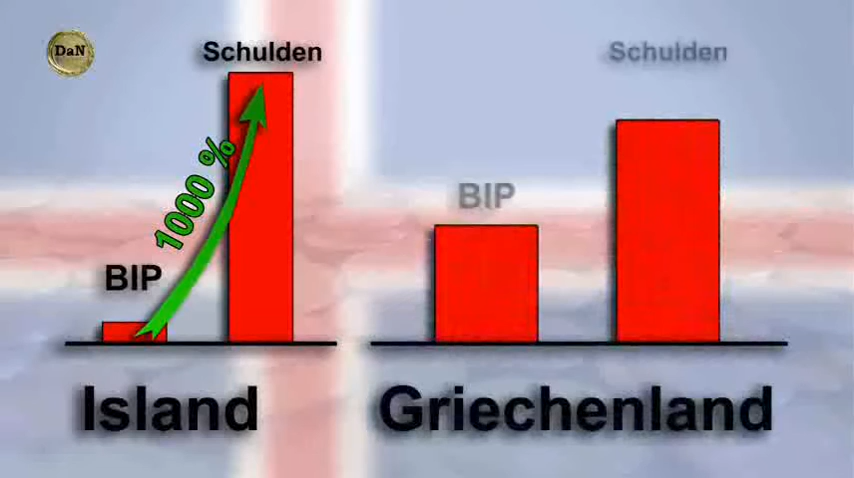 DaN
Schulden
1000 %
BIP
Island
Schulden
BIP
Griechenland